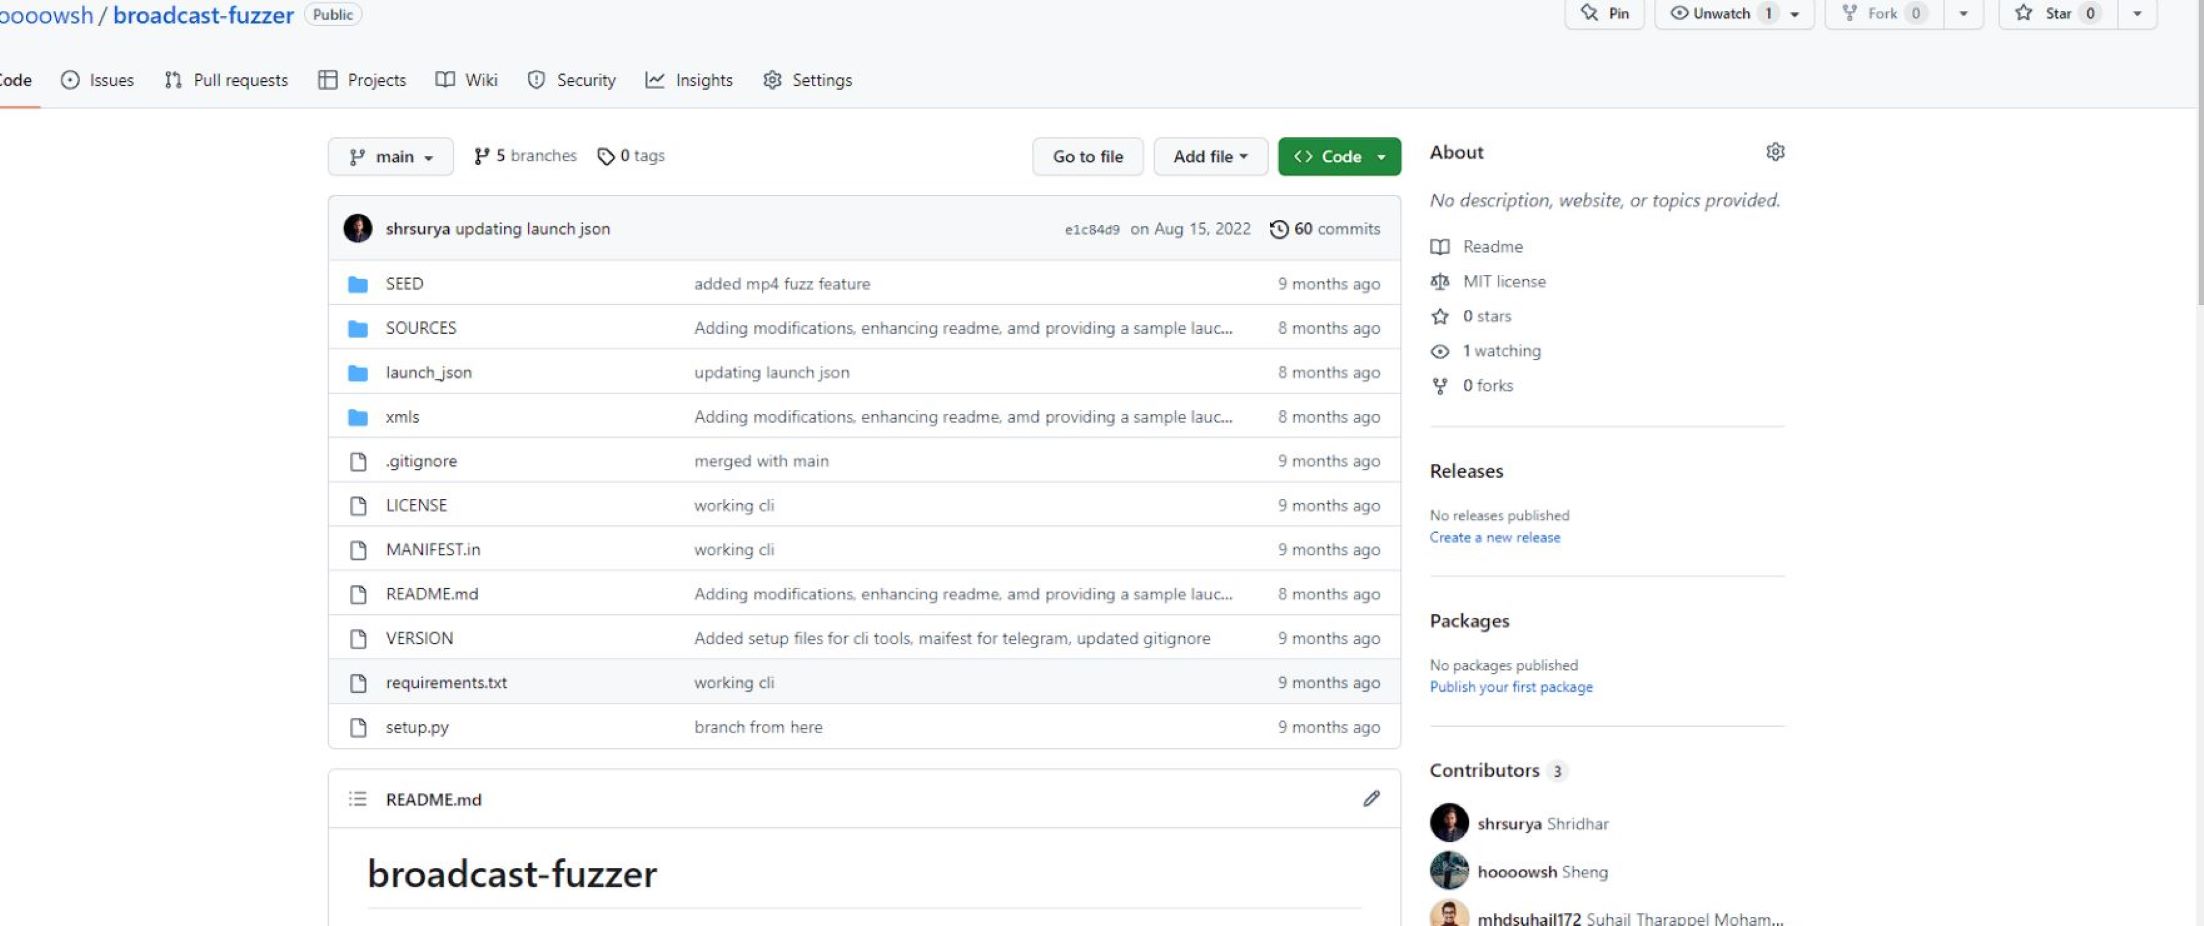 oooowsh / broadcast-fuzzer Public
Pin Unwatch 1 Fork 0 Star 0
Code Issues Pull requests Projects Wiki Security Insights Settings
main 5 branches 0 tags Go to file Add file Code
shrsurya updating launch json e1c84d9 on Aug 15, 2022 60 commits
SEED added mp4 fuzz feature 9 months ago
SOURCES Adding modifications, enhancing readme, amd providing a sample lauc... 8 months ago
launch_json updating launch json 8 months ago
xmls Adding modifications, enhancing readme, amd providing a sample lauc... 8 months ago
.gitignore merged with main 9 months ago
LICENSE working cli 9 months ago
MANIFEST.in working cli 9 months ago
README.md Adding modifications, enhancing readme, amd providing a sample lauc... 8 months ago
VERSION Added setup files for cli tools, maifest for telegram, updated gitignore 9 months ago
requirements.txt working cli 9 months ago
setup.py branch from here 9 months ago
README.md
broadcast-fuzzer
About
No description, website, or topics provided.
Readme
MIT license
0 stars
1 watching
0 forks
Releases
No releases published
Create a new release
Packages
No packages published
Publish your first package
Contributors 3
shrsurya Shridhar
hoooowsh Sheng
mhdsuhail172 Suhail Tharappel Moham...